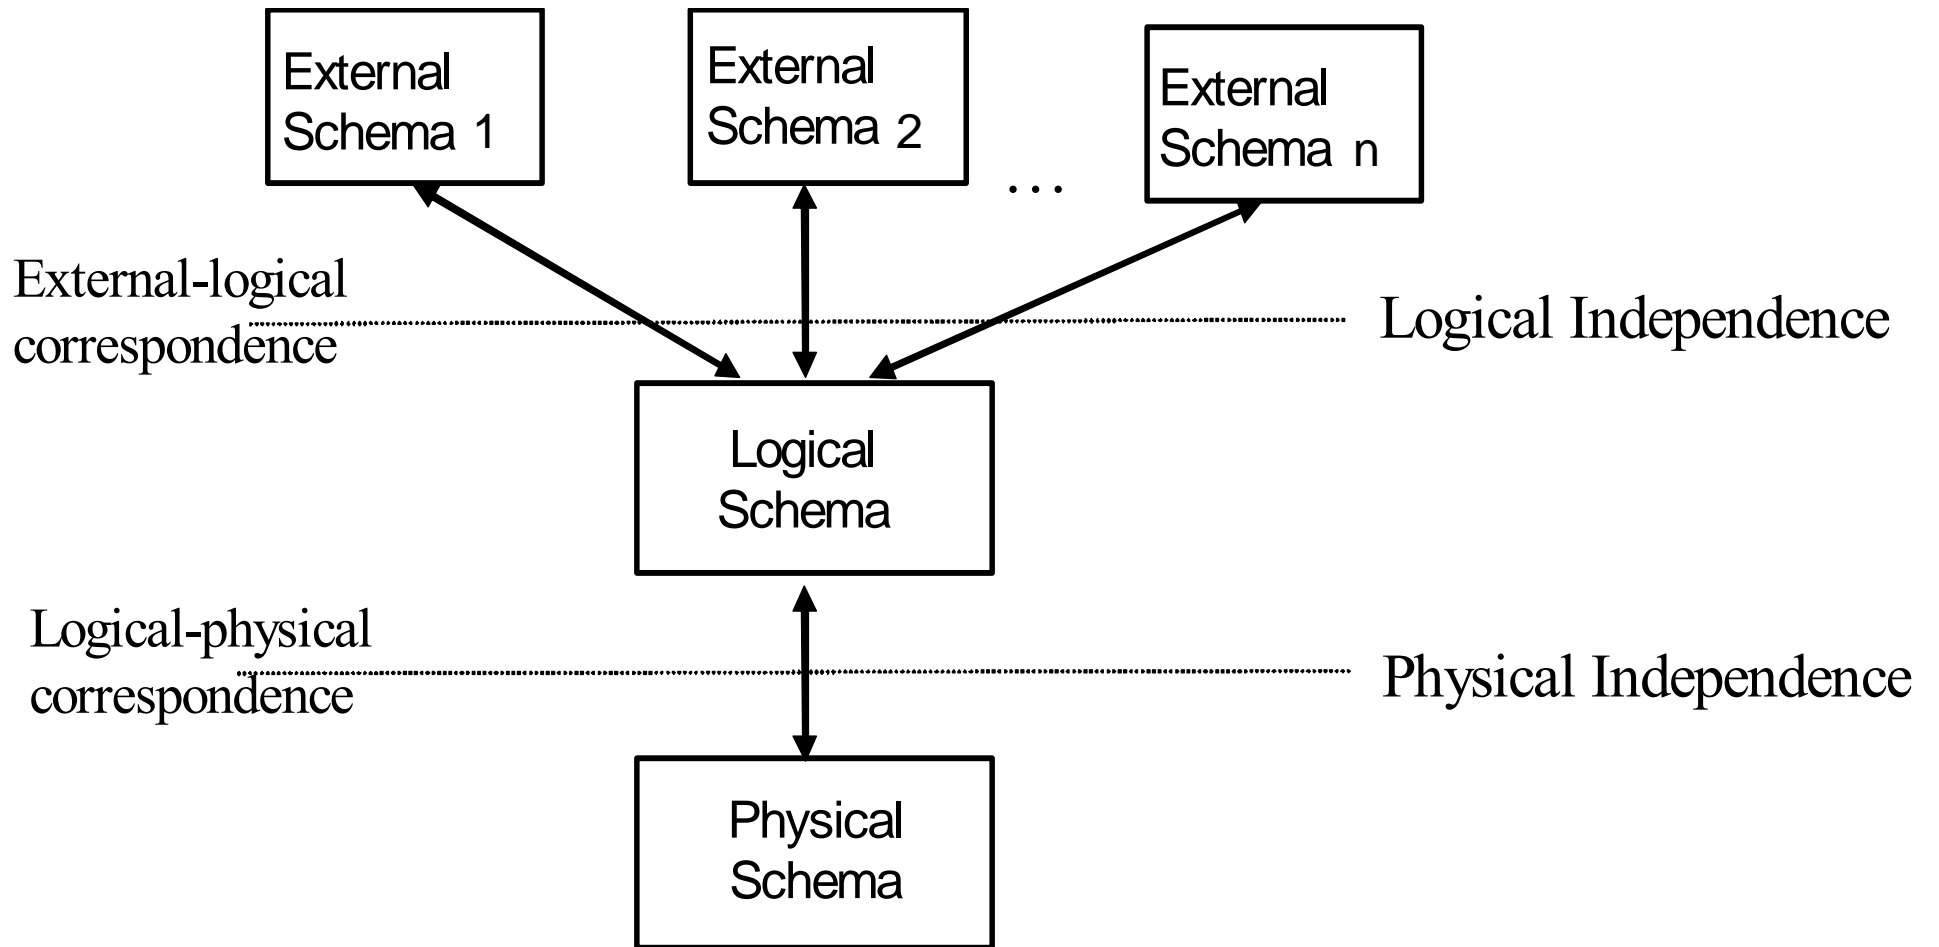 External
Schema 1
External
Schema 2
...
External
Schema n
External-logical
correspondence
Logical Independence
Logical
Schema
Logical-physical
correspondence
Physical Independence
Physical
Schema